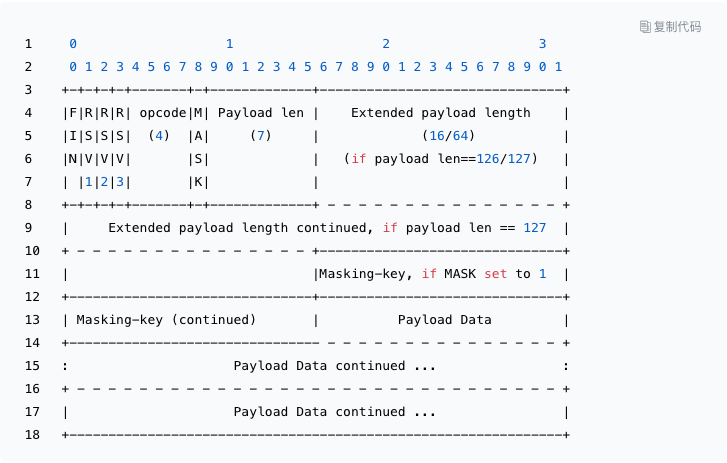 复制代码
1      0                   1                   2                   3
2      0 1 2 3 4 5 6 7 8 9 0 1 2 3 4 5 6 7 8 9 0 1 2 3 4 5 6 7 8 9 0 1
3     +-+-+-+-+-------+-+-------------+-------------------------------+
4     |F|R|R|R| opcode|M| Payload len |    Extended payload length    |
5     |I|S|S|S|  (4)  |A|     (7)     |             (16/64)           |
6     |N|V|V|V|       |S|             |   (if payload len==126/127)   |
7     | |1|2|3|       |K|             |                               |
8     +-+-+-+-+-------+-+-------------+ - - - - - - - - - - - - - - - +
9     |     Extended payload length continued, if payload len == 127  |
10    + - - - - - - - - - - - - - - - +-------------------------------+
11    |                               |Masking-key, if MASK set to 1  |
12    +-------------------------------+-------------------------------+
13    | Masking-key (continued)       |          Payload Data         |
14    +-------------------------------- - - - - - - - - - - - - - - - +
15    :                     Payload Data continued ...                :
16    + - - - - - - - - - - - - - - - - - - - - - - - - - - - - - - - +
17    |                     Payload Data continued ...                |
18    +---------------------------------------------------------------+